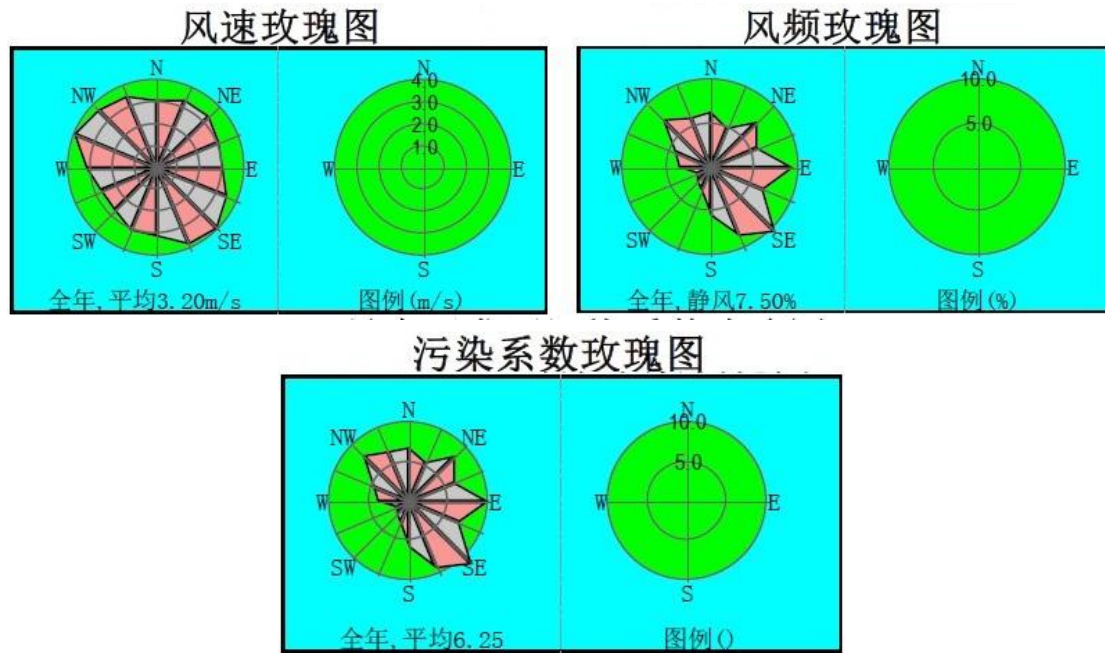 风速玫瑰图
N
NW
NE
W
E
SW
SE
S
全年,平均3.20m/s
N
4.0
3.0
2.0
1.0
W
E
S
图例(m/s)
风频玫瑰图
N
NW
NE
W
E
SW
SE
S
全年,静风7.50%
N
10.0
5.0
W
E
S
图例(%)
污染系数玫瑰图
N
NW
NE
W
E
SW
SE
S
全年,平均6.25
N
10.0
5.0
W
E
S
图例()